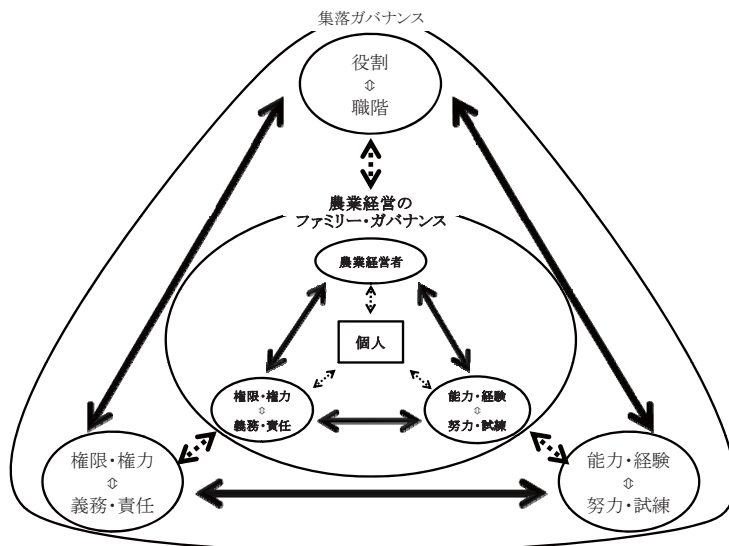 集落ガバナンス
役割
⇕
職階
農業経営の
ファミリー・ガバナンス
農業経営者
個人
権限・権力
⇕
義務・責任
能力・経験
⇕
努力・試練
権限・権力
⇕
義務・責任
能力・経験
⇕
努力・試練